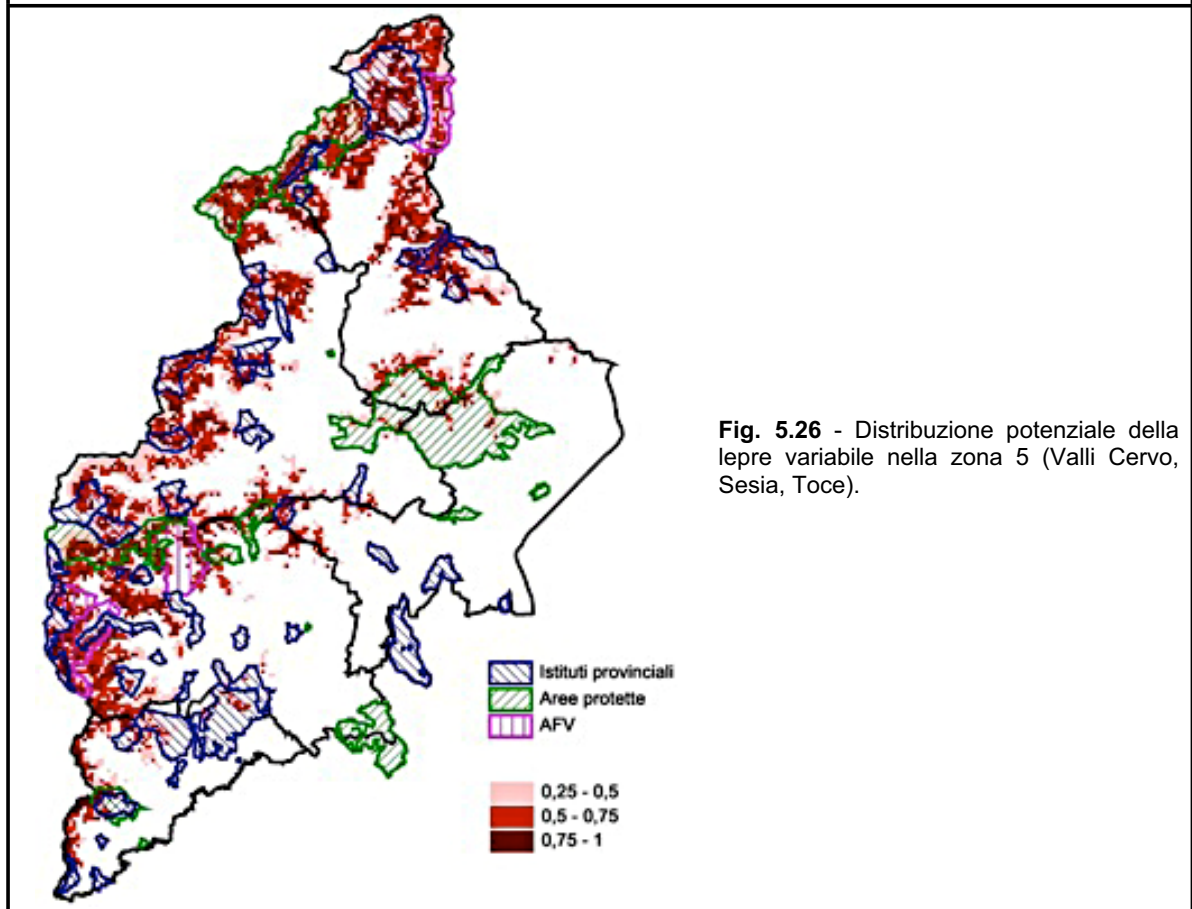 Fig. 5.26 - Distribuzione potenziale della
lepre variabile nella zona 5 (Valli Cervo,
Sesia, Toce).
Istituti provinciali
Aree protette
AFV
0,25 - 0,5
0,5 - 0,75
0,75 - 1